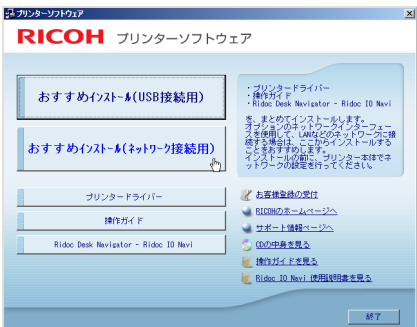 プリンターソフトウェア
RICOH プリンターソフトウェア
おすすめインストール(USB接続用)
おすすめインストール(ネットワーク接続用)
・プリンタードライバー
・操作ガイド
・Ridoc Desk Navigator - Ridoc IO Navi
を、まとめてインストールします。
オプションのネットワークインターフェー
スを使用して、LANなどのネットワークに接
続する場合は、ここからインストールする
ことをおすすめします。
インストールの前に、プリンター本体でネ
ットワークの設定を行ってください。
プリンタードライバー
操作ガイド
Ridoc Desk Navigator - Ridoc IO Navi
お客様登録の受付
RICOHのホームページへ
サポート情報ページへ
CDの中身を見る
操作ガイドを見る
Ridoc IO Navi 使用説明書を見る
終了